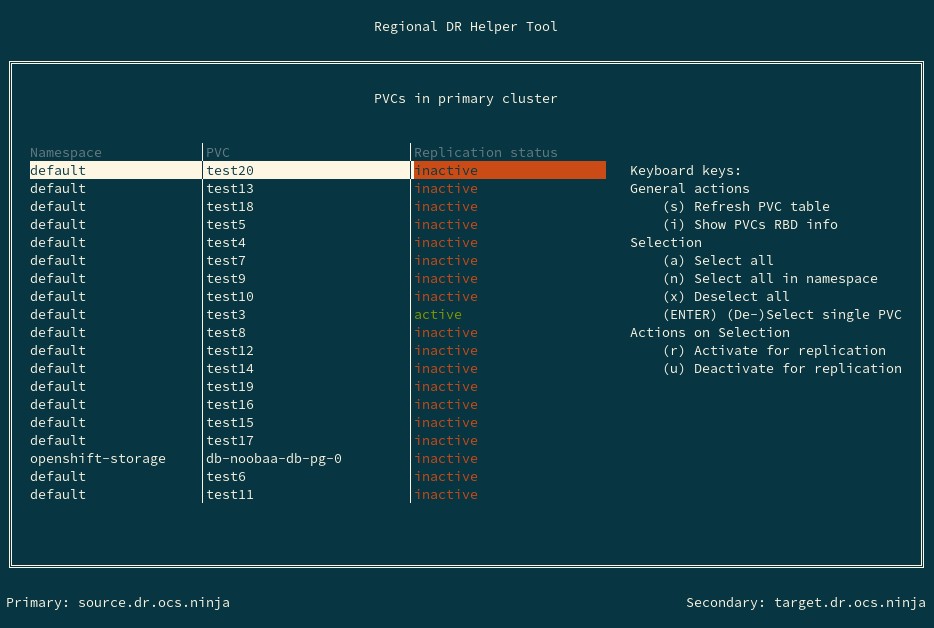 Regional DR Helper Tool
PVCs in primary cluster
Namespace PVC Replication status
default test20 inactive Keyboard keys:
default test13 inactive General actions
default test18 inactive (s) Refresh PVC table
default test5 inactive (i) Show PVCs RBD info
default test4 inactive Selection
default test7 inactive (a) Select all
default test9 inactive (n) Select all in namespace
default test10 inactive (x) Deselect all
default test3 active (ENTER) (De-)Select single PVC
default test8 inactive Actions on Selection
default test12 inactive (r) Activate for replication
default test14 inactive (u) Deactivate for replication
default test19 inactive
default test16 inactive
default test15 inactive
default test17 inactive
openshift-storage db-noobaa-db-pg-0 inactive
default test6 inactive
default test11 inactive
Primary: source.dr.ocs.ninja Secondary: target.dr.ocs.ninja